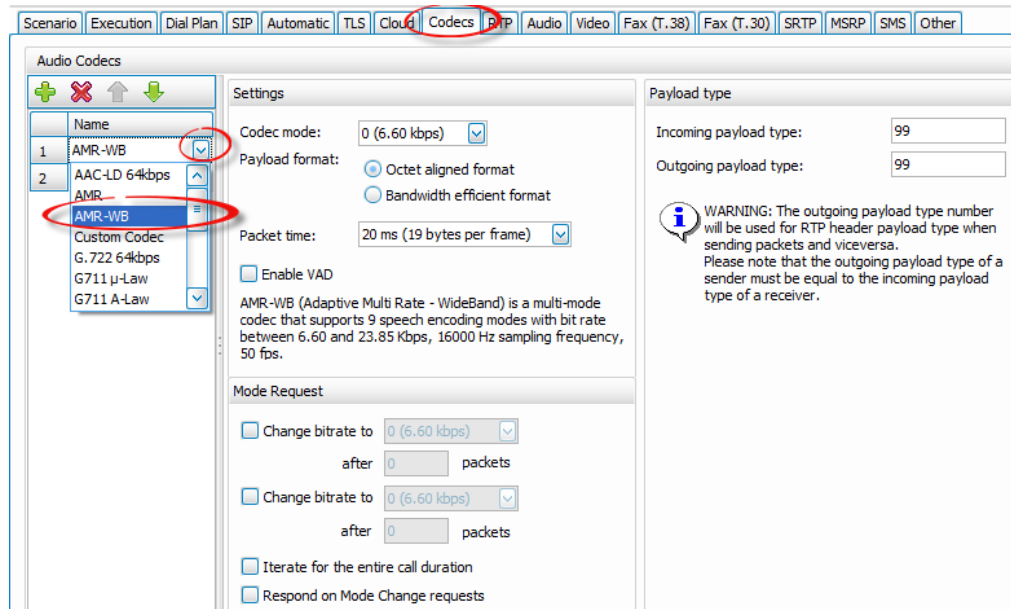 Scenario Execution Dial Plan SIP Automatic TLS Cloud Codecs RTP Audio Video Fax (T.38) Fax (T.30) SRTP MSRP SMS Other
Audio Codecs
Name
1 AMR-WB
2
AAC-LD 64kbps
AMR
AMR-WB
Custom Codec
G.722 64kbps
G711 µ-Law
G711 A-Law
Settings
Codec mode: 0 (6.60 kbps)
Payload format:
Octet aligned format
Bandwidth efficient format
Packet time: 20 ms (19 bytes per frame)
Enable VAD
AMR-WB (Adaptive Multi Rate - WideBand) is a multi-mode
codec that supports 9 speech encoding modes with bit rate
between 6.60 and 23.85 Kbps, 16000 Hz sampling frequency,
50 fps.
Mode Request
Change bitrate to 0 (6.60 kbps)
after 0 packets
Change bitrate to 0 (6.60 kbps)
after 0 packets
Iterate for the entire call duration
Respond on Mode Change requests
Payload type
Incoming payload type: 99
Outgoing payload type: 99
WARNING: The outgoing payload type number
will be used for RTP header payload type when
sending packets and viceversa.
Please note that the outgoing payload type of a
sender must be equal to the incoming payload
type of a receiver.